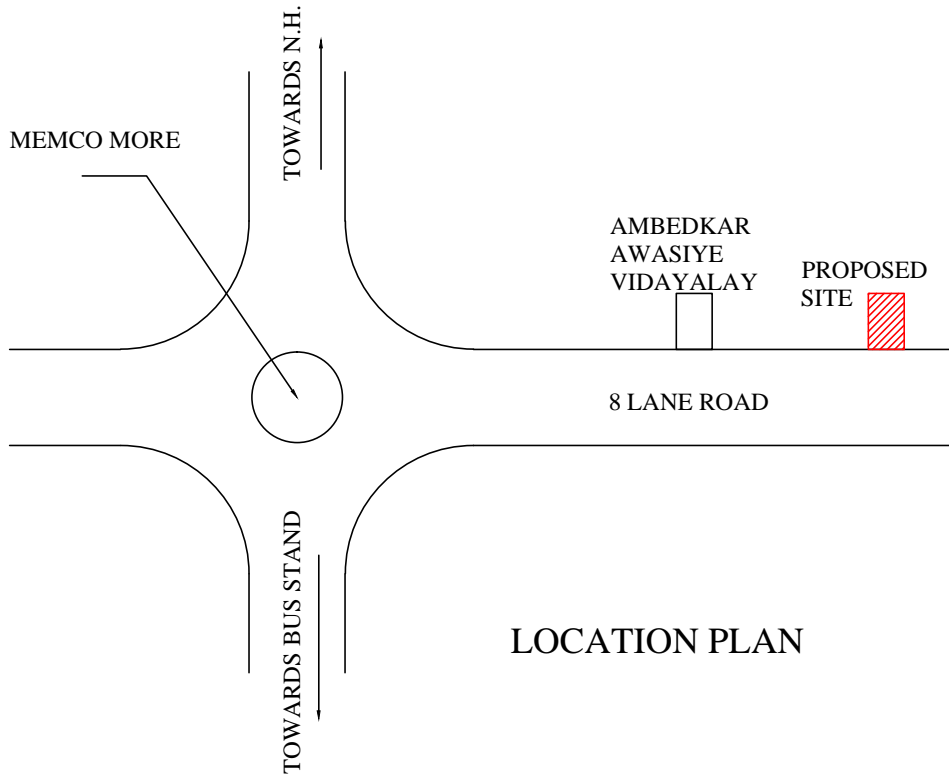 TOWARDS N.H.
MEMCO MORE
AMBEDKAR
AWASIYE
VIDAYALAY
PROPOSED
SITE
8 LANE ROAD
TOWARDS BUS STAND
LOCATION PLAN